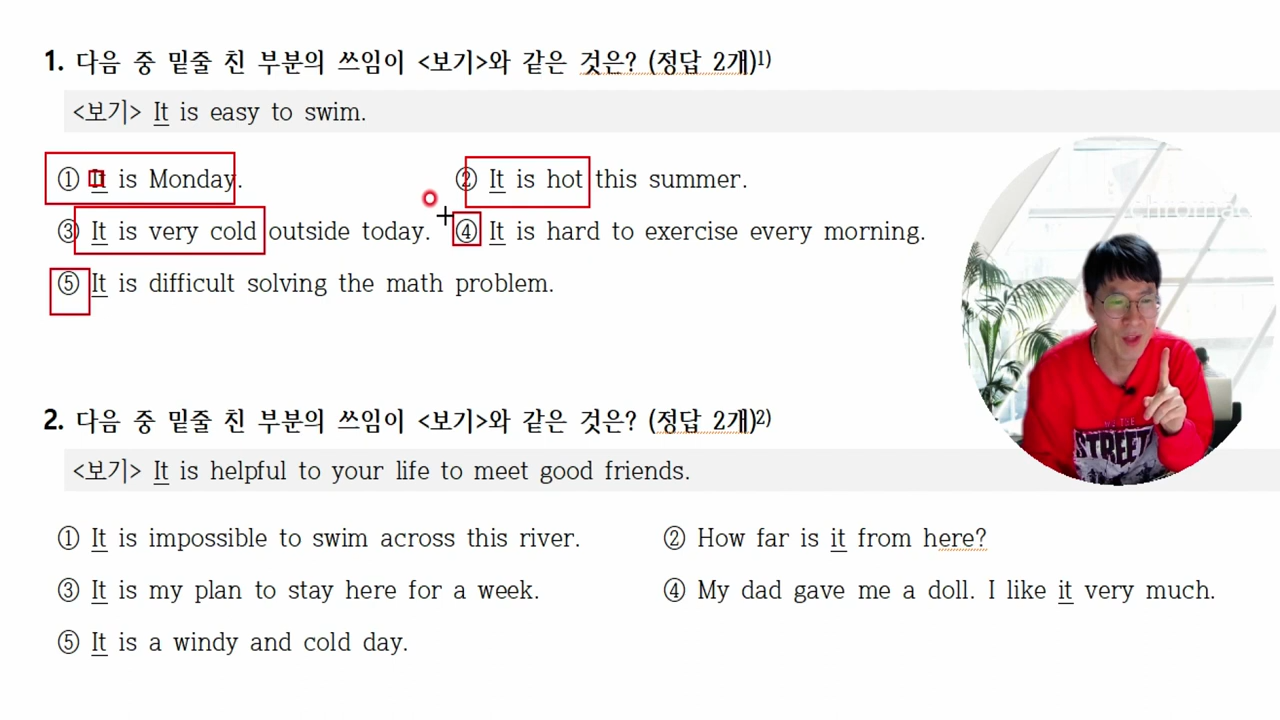 1. 다음 중 밑줄 친 부분의 쓰임이 <보기>와 같은 것은? (정답 2개)1)
<보기> It is easy to swim.
① It is Monday. ② It is hot this summer.
③ It is very cold outside today. ④ It is hard to exercise every morning.
⑤ It is difficult solving the math problem.
2. 다음 중 밑줄 친 부분의 쓰임이 <보기>와 같은 것은? (정답 2개)2)
<보기> It is helpful to your life to meet good friends.
① It is impossible to swim across this river. ② How far is it from here?
③ It is my plan to stay here for a week. ④ My dad gave me a doll. I like it very much.
⑤ It is a windy and cold day.
STREET